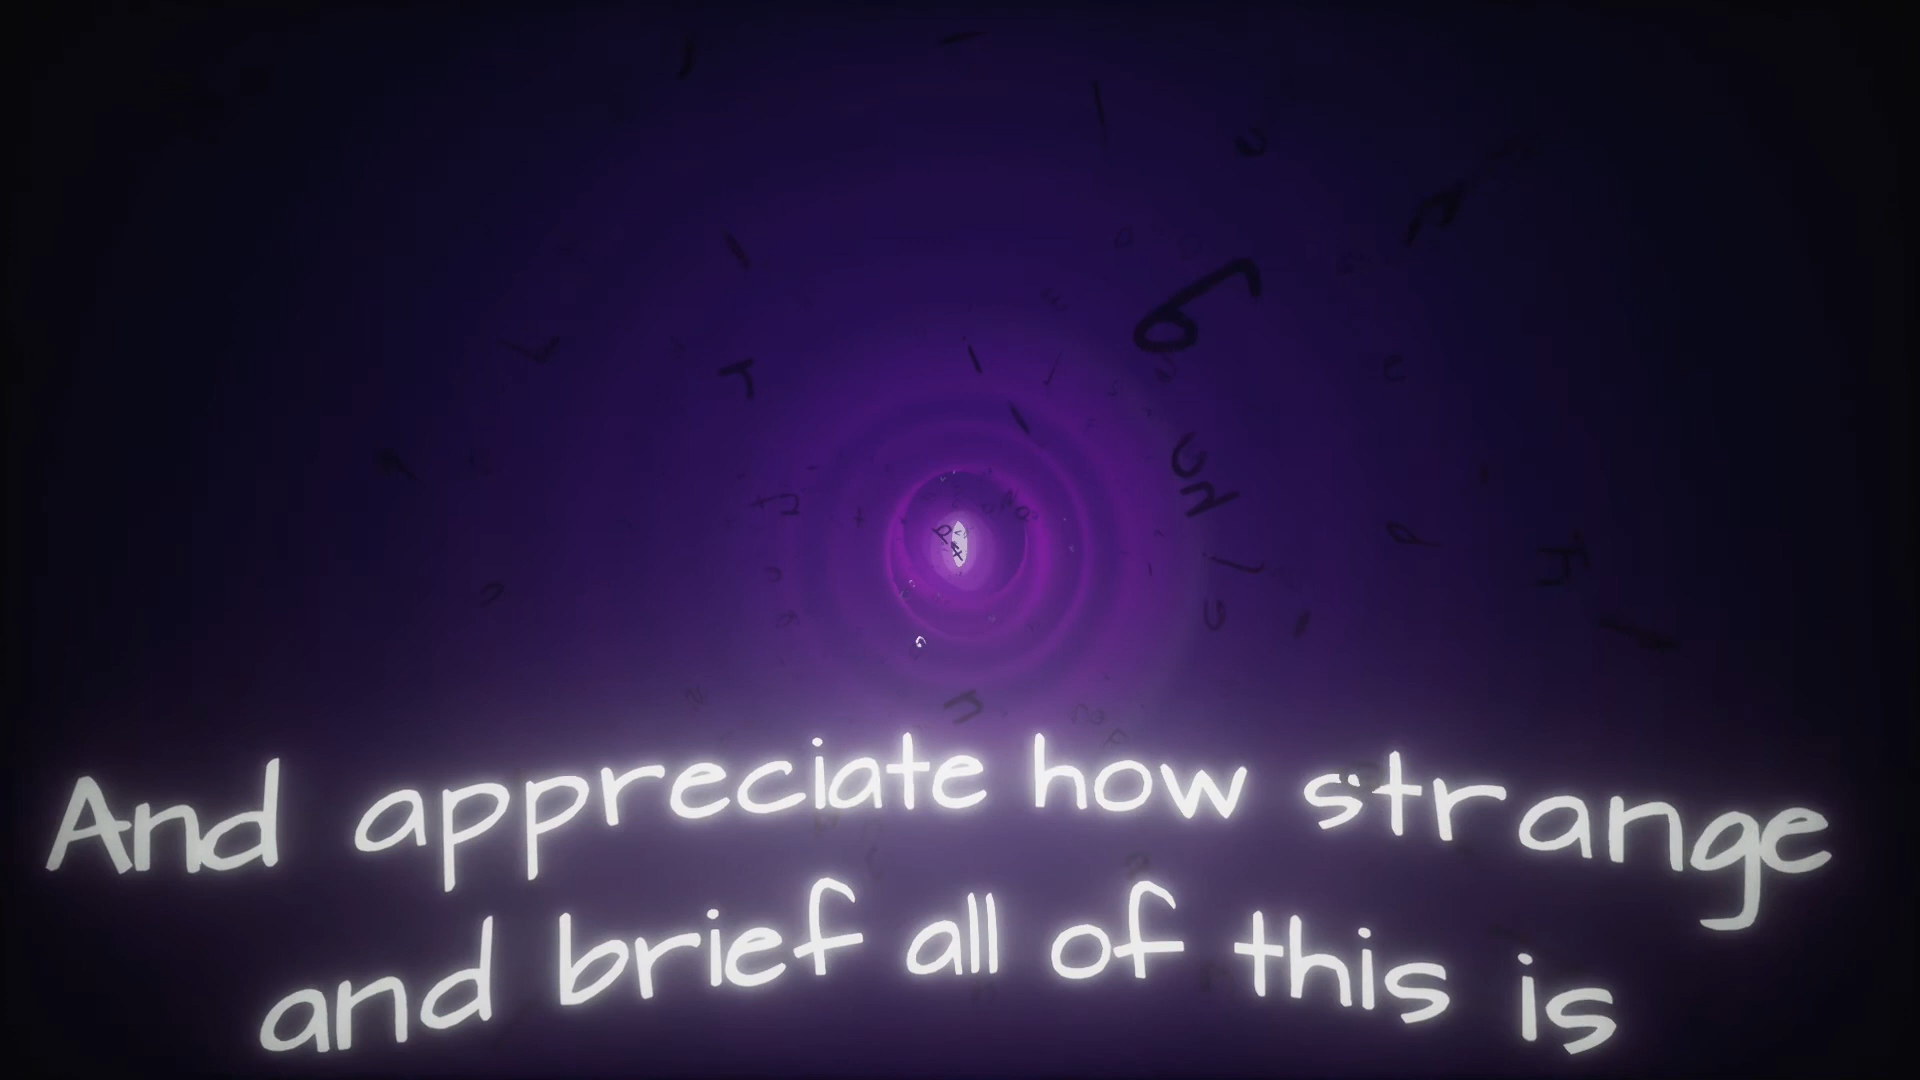 And appreciate how strange
and brief all of this is